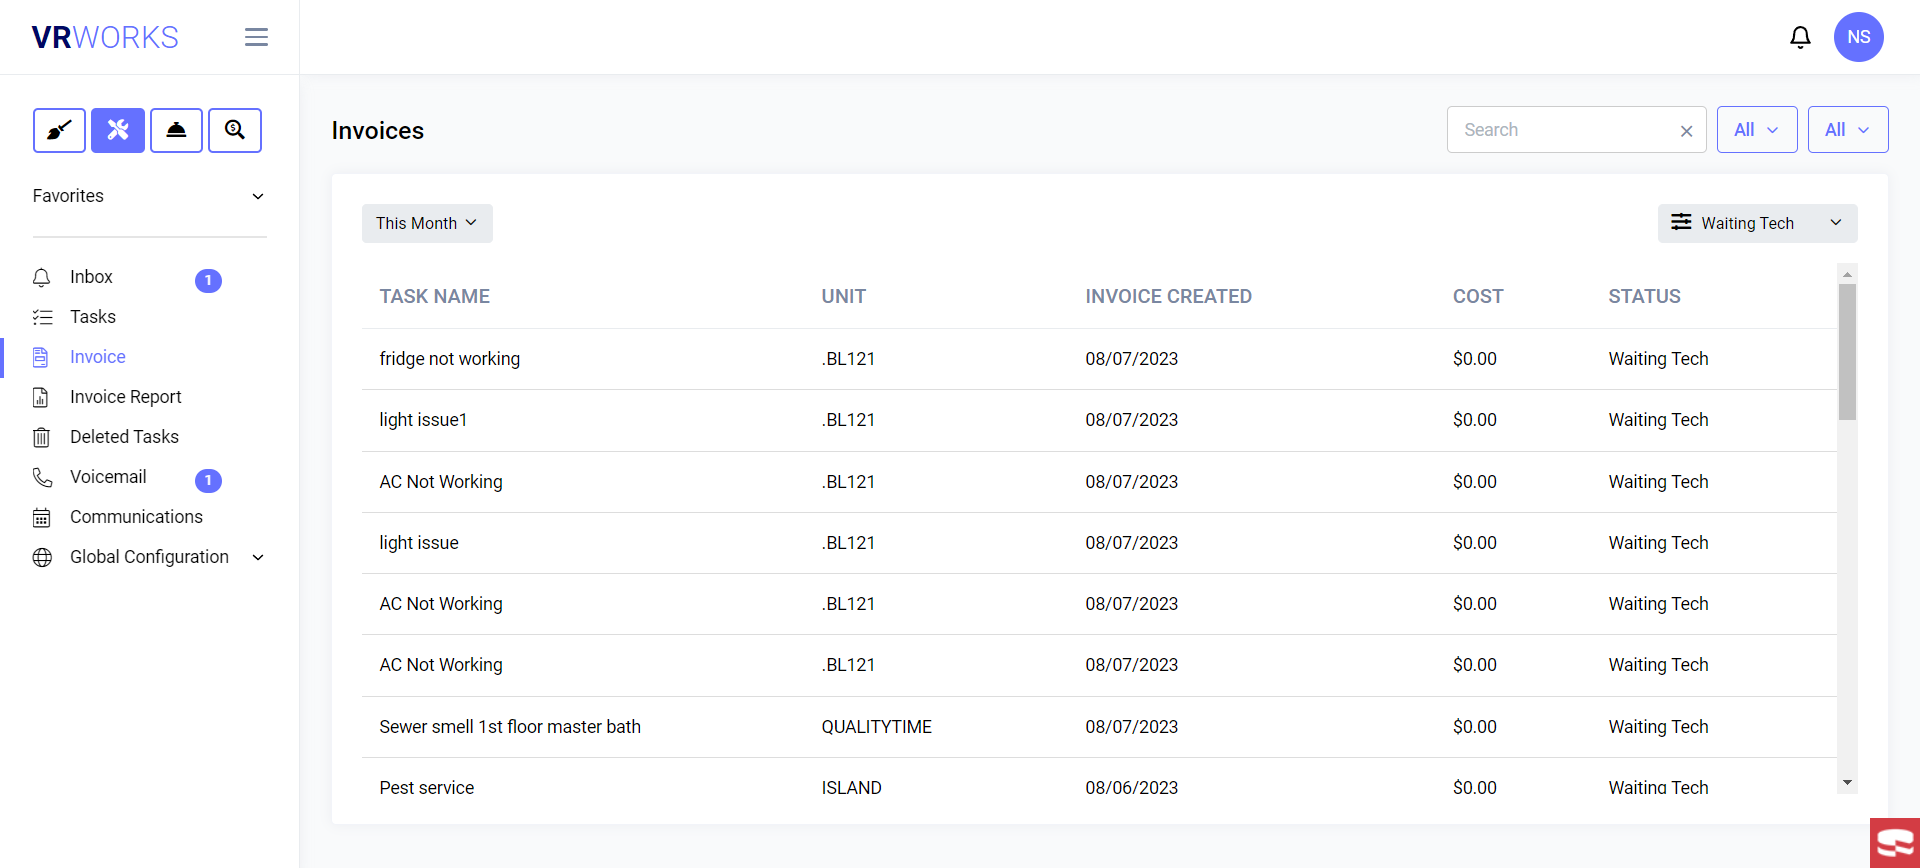 VRWORKS
NS
Favorites
Inbox 1
Tasks
Invoice
Invoice Report
Deleted Tasks
Voicemail 1
Communications
Global Configuration
Invoices
Search All All
This Month Waiting Tech
TASK NAME UNIT INVOICE CREATED COST STATUS
fridge not working .BL121 08/07/2023 $0.00 Waiting Tech
light issue1 .BL121 08/07/2023 $0.00 Waiting Tech
AC Not Working .BL121 08/07/2023 $0.00 Waiting Tech
light issue .BL121 08/07/2023 $0.00 Waiting Tech
AC Not Working .BL121 08/07/2023 $0.00 Waiting Tech
AC Not Working .BL121 08/07/2023 $0.00 Waiting Tech
Sewer smell 1st floor master bath QUALITYTIME 08/07/2023 $0.00 Waiting Tech
Pest service ISLAND 08/06/2023 $0.00 Waiting Tech